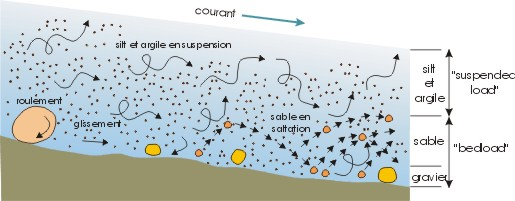 courant
silt et argile en suspension
roulement
glissement
sable en
saltation
silt
et
argile
"suspended
load"
sable
"bedload"
gravier